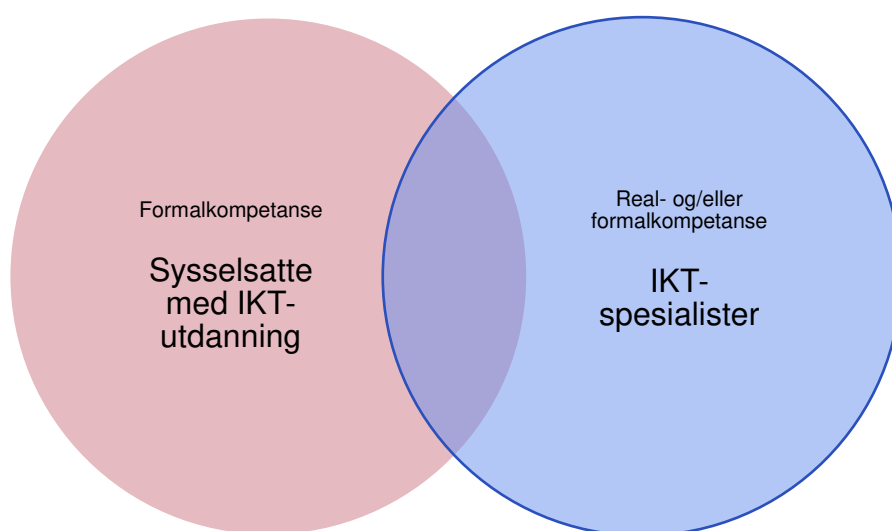 Formalkompetanse
Sysselsatte
med IKT-
utdanning
Real- og/eller
formalkompetanse
IKT-
spesialister